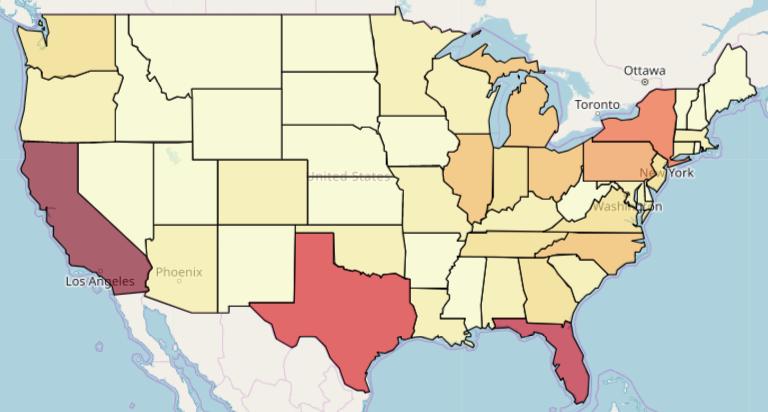 Ottawa
Toronto
New York
United States
Washington
Phoenix
Los Angeles